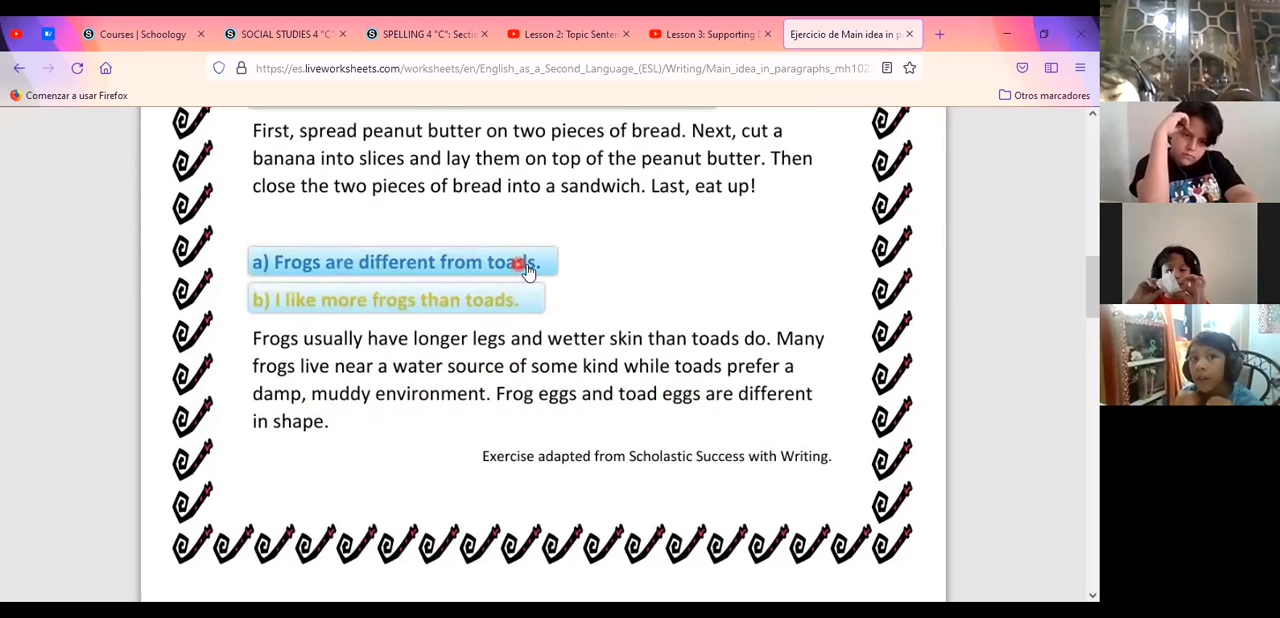 Courses | Schoology
SOCIAL STUDIES 4 "C"
SPELLING 4 "C": Secti
Lesson 2: Topic Senten
Lesson 3: Supporting
Ejercicio de Main idea in p
https://es.liveworksheets.com/worksheets/en/English_as_a_Second_Language_(ESL)/Writing/Main_idea_in_paragraphs_mh102
Comenzar a usar Firefox
Otros marcadores
First, spread peanut butter on two pieces of bread. Next, cut a
banana into slices and lay them on top of the peanut butter. Then
close the two pieces of bread into a sandwich. Last, eat up!
a) Frogs are different from toads.
b) I like more frogs than toads.
Frogs usually have longer legs and wetter skin than toads do. Many
frogs live near a water source of some kind while toads prefer a
damp, muddy environment. Frog eggs and toad eggs are different
in shape.
Exercise adapted from Scholastic Success with Writing.